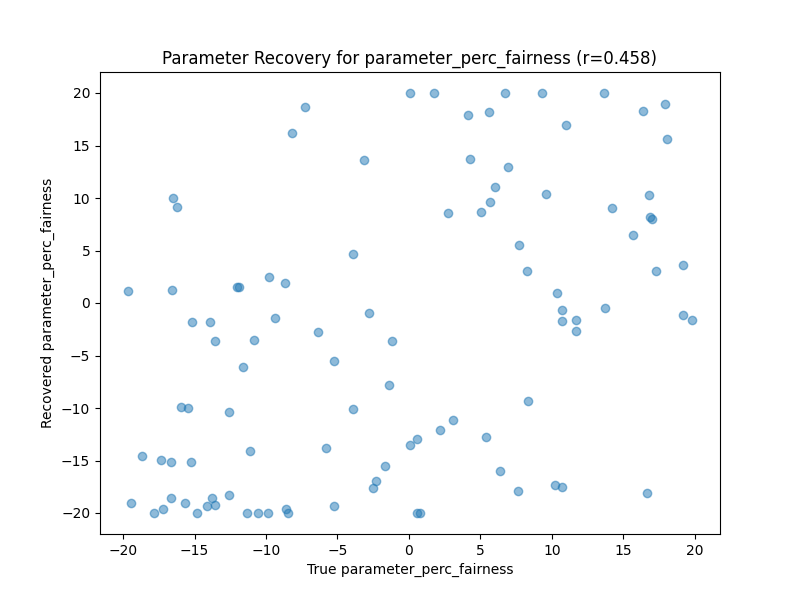 Parameter Recovery for parameter_perc_fairness (r=0.458)
20
15
10
5
0
−5
−10
−15
−20
Recovered parameter_perc_fairness
−20 −15 −10 −5 0 5 10 15 20
True parameter_perc_fairness